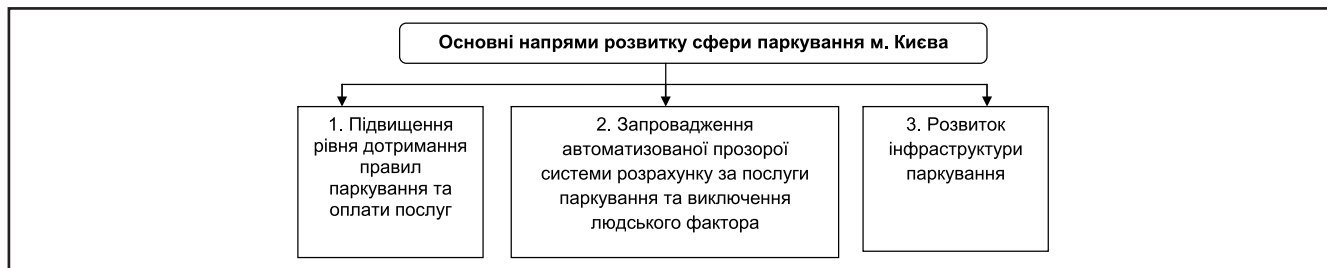 Основні напрями розвитку сфери паркування м. Києва
1. Підвищення
рівня дотримання
правил
паркування та
оплати послуг
2. Запровадження
автоматизованої прозорої
системи розрахунку за послуги
паркування та виключення
людського фактора
3. Розвиток
інфраструктури
паркування